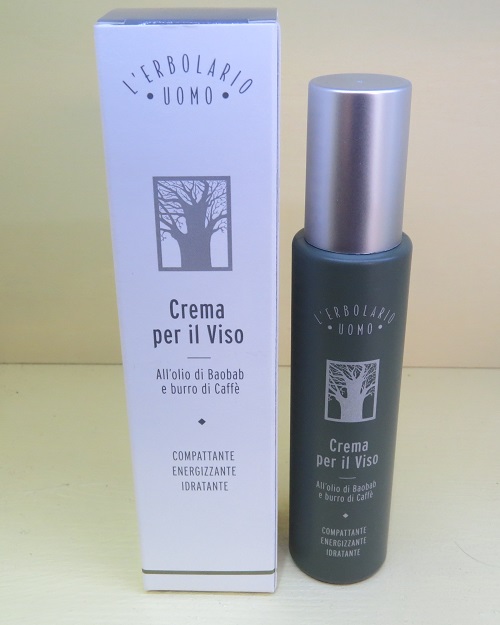 L'ERBOLARIO
• UOMO •
Crema
per il Viso
All'olio di Baobab
e burro di Caffè
COMPATTANTE
ENERGIZZANTE
IDRATANTE
L'ERBOLARIO
• UOMO •
Crema
per il Viso
All'olio di Baobab
e burro di Caffè
COMPATTANTE
ENERGIZZANTE
IDRATANTE